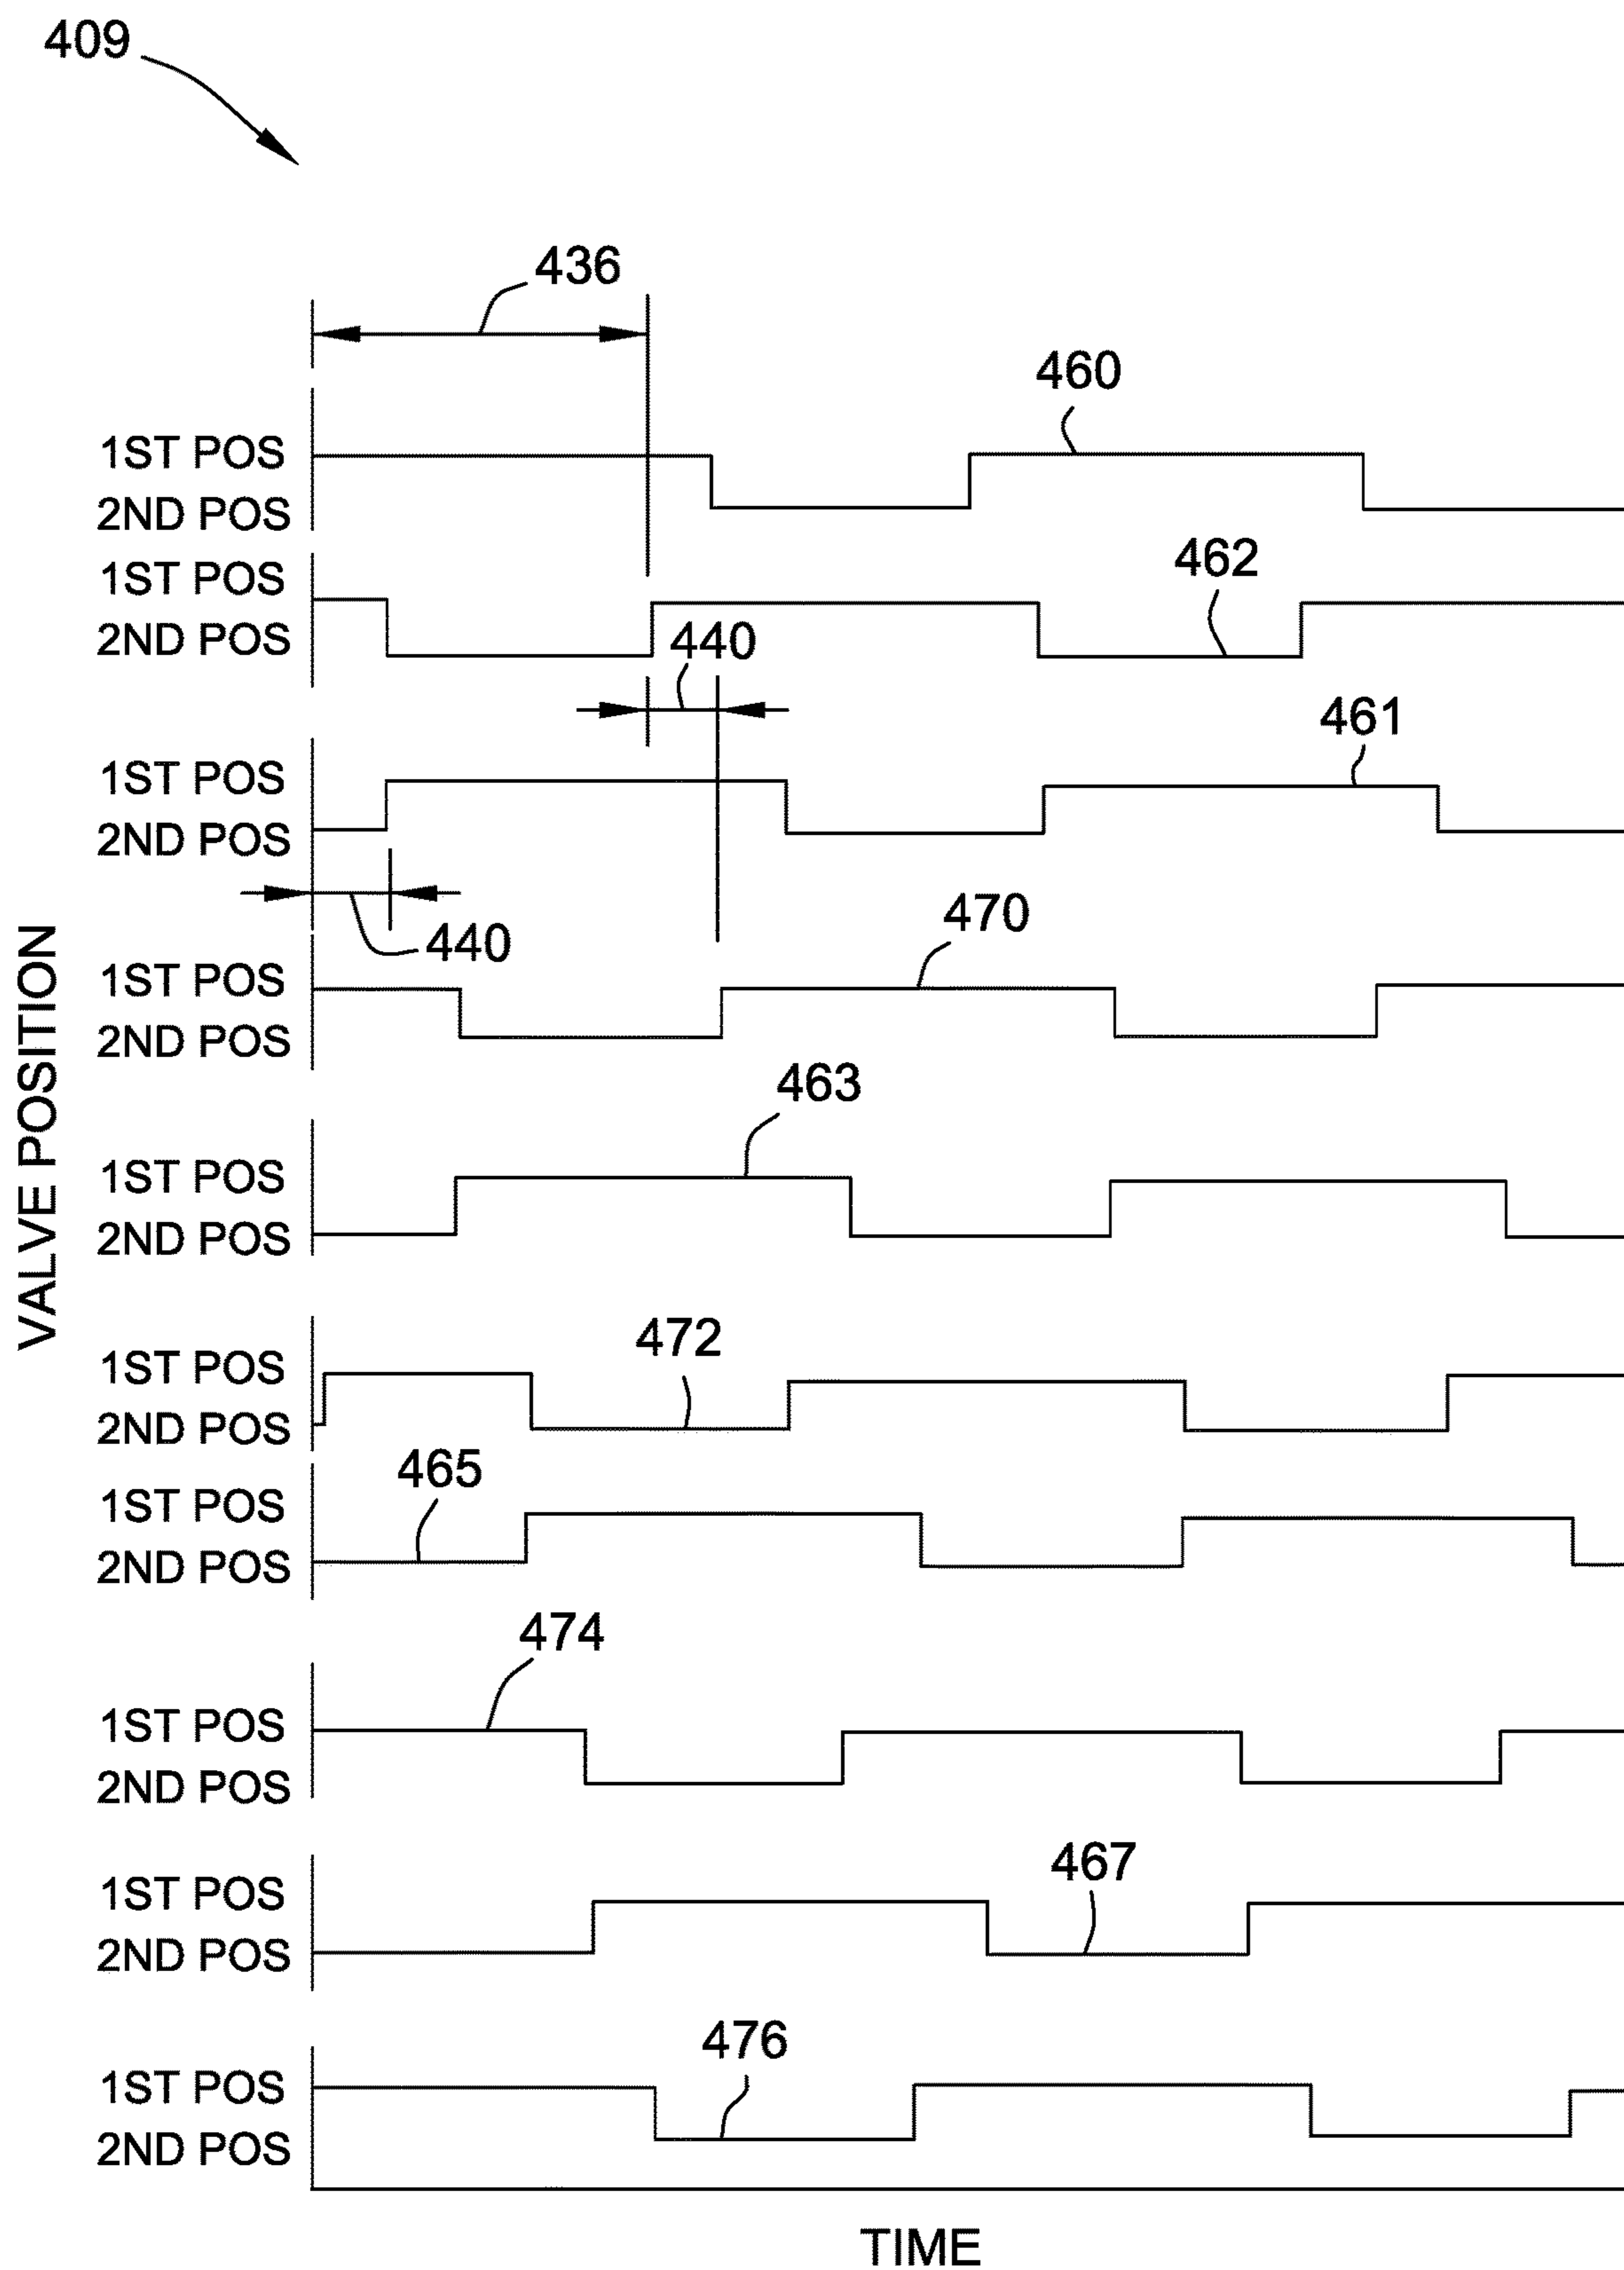 409
436
460
1ST POS
2ND POS
462
1ST POS
2ND POS
440
461
1ST POS
2ND POS
440
470
1ST POS
2ND POS
463
1ST POS
2ND POS
472
1ST POS
2ND POS
465
1ST POS
2ND POS
474
1ST POS
2ND POS
467
1ST POS
2ND POS
476
1ST POS
2ND POS
VALVE POSITION
TIME